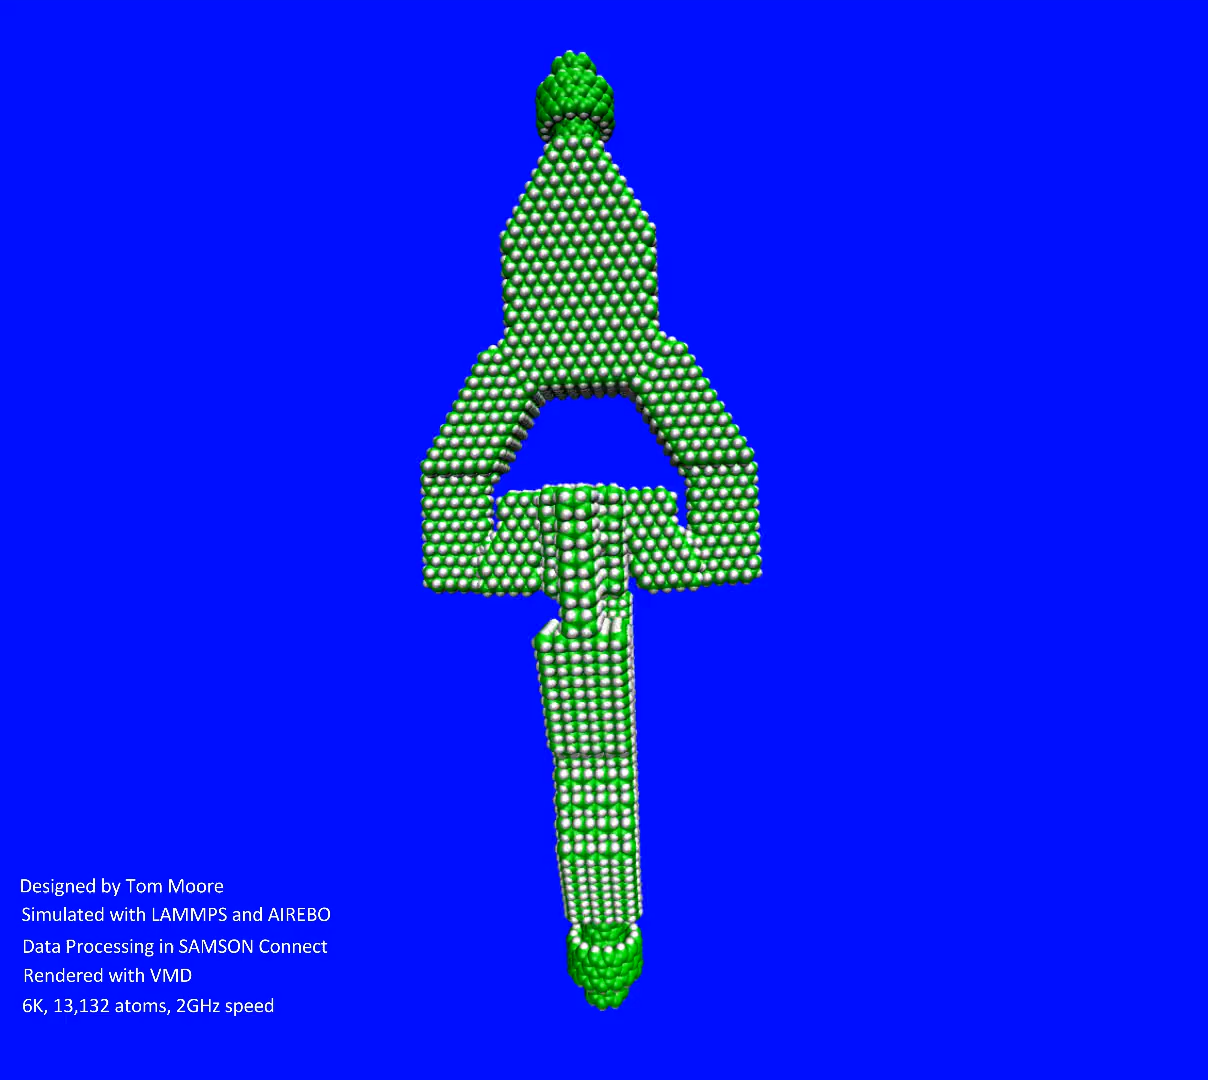 Designed by Tom Moore
Simulated with LAMMPS and AIREBO
Data Processing in SAMSON Connect
Rendered with VMD
6K, 13,132 atoms, 2GHz speed